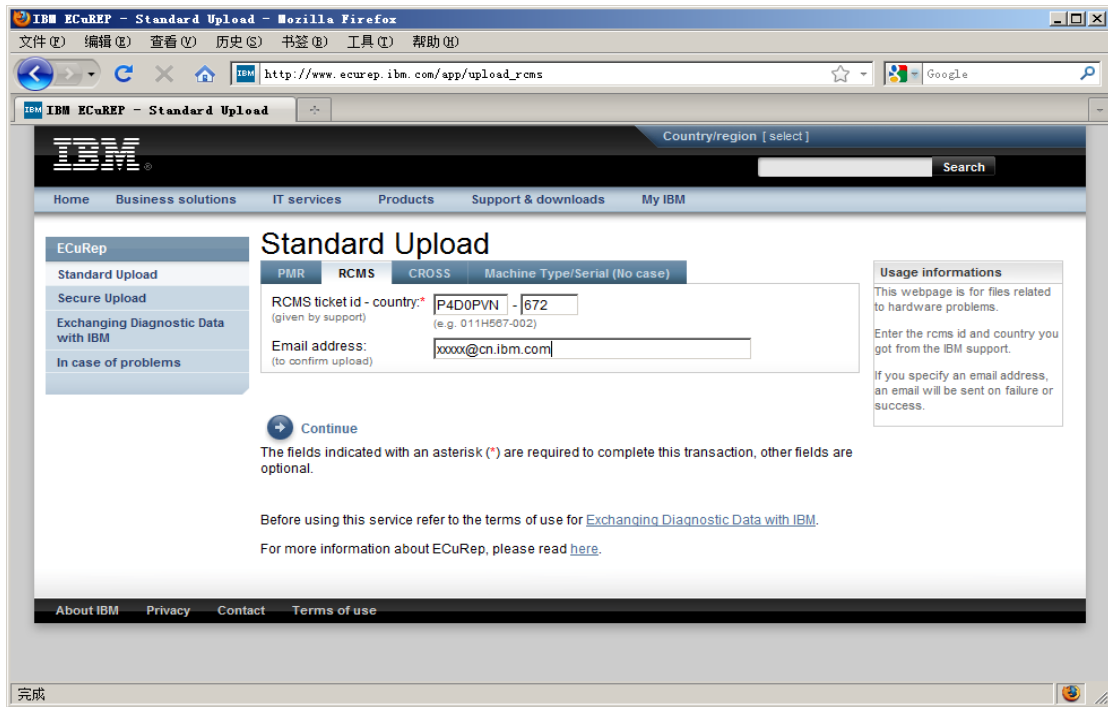 IBM ECuREP - Standard Upload - Mozilla Firefox
文件(F) 编辑(E) 查看(V) 历史(S) 书签(B) 工具(T) 帮助(H)
IBM http://www.ecurep.ibm.com/app/upload_rcms Google
IBM IBM ECuREP - Standard Uplo...
IBM ®
Country/region [ select ]
Search
Home Business solutions IT services Products Support & downloads My IBM
ECuRep
Standard Upload
Secure Upload
Exchanging Diagnostic Data
with IBM
In case of problems
Standard Upload
PMR RCMS CROSS Machine Type/Serial (No case)
RCMS ticket id - country:* P4D0PVN - 672
(given by support) (e.g. 011H567-002)
Email address: xxxxx@cn.ibm.com
(to confirm upload)
Continue
The fields indicated with an asterisk (*) are required to complete this transaction, other fields are
optional.
Before using this service refer to the terms of use for Exchanging Diagnostic Data with IBM.
For more information about ECuRep, please read here.
Usage informations
This webpage is for files related
to hardware problems.
Enter the rcms id and country you
got from the IBM support.
If you specify an email address,
an email will be sent on failure or
success.
About IBM Privacy Contact Terms of use
完成